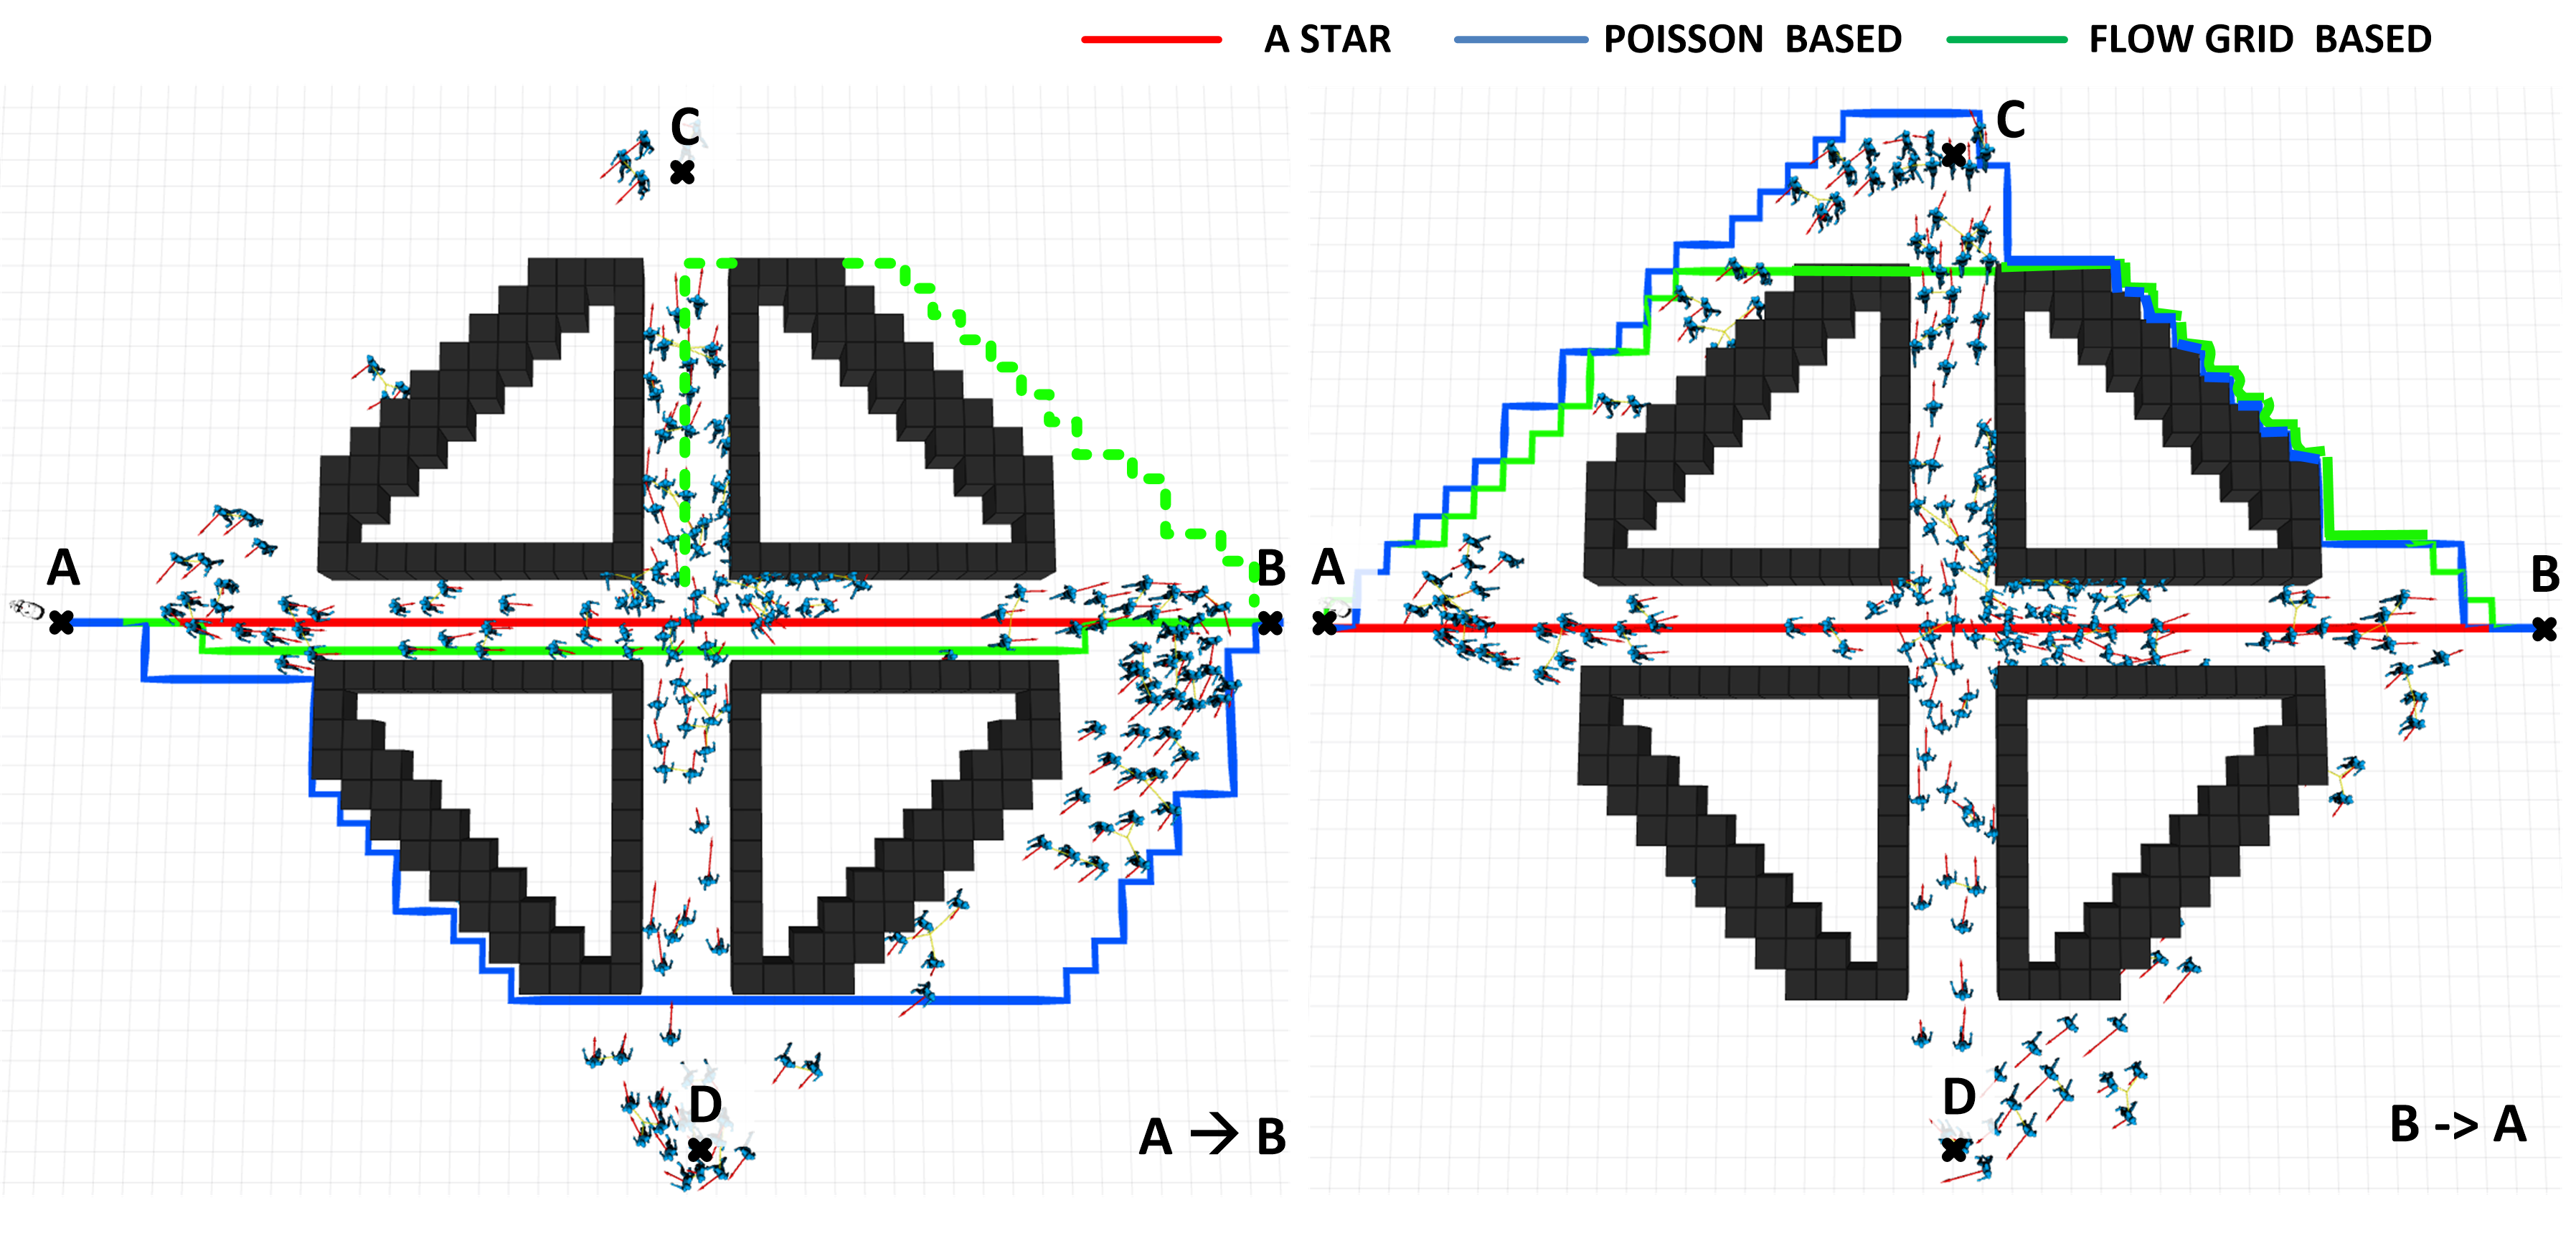 A STAR
POISSON BASED
FLOW GRID BASED
C
A
B
D
A → B
C
A
B
D
B -> A